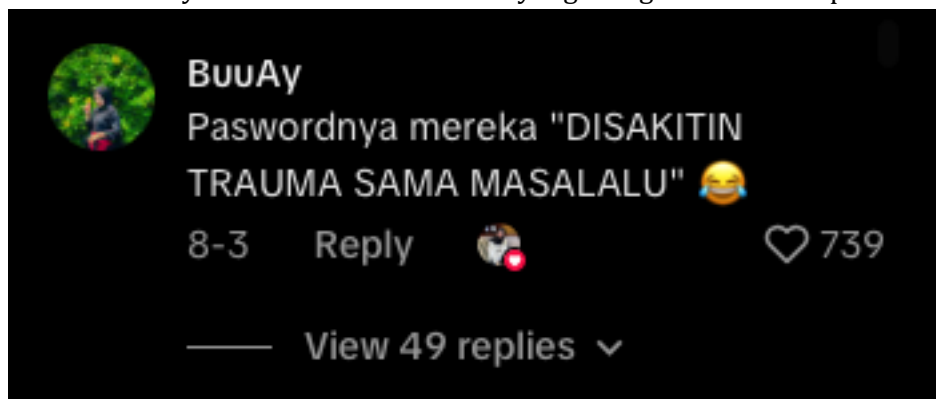 BuuAy
Paswordnya mereka "DISAKITIN
TRAUMA SAMA MASALALU" 😂
8-3 Reply 739
View 49 replies